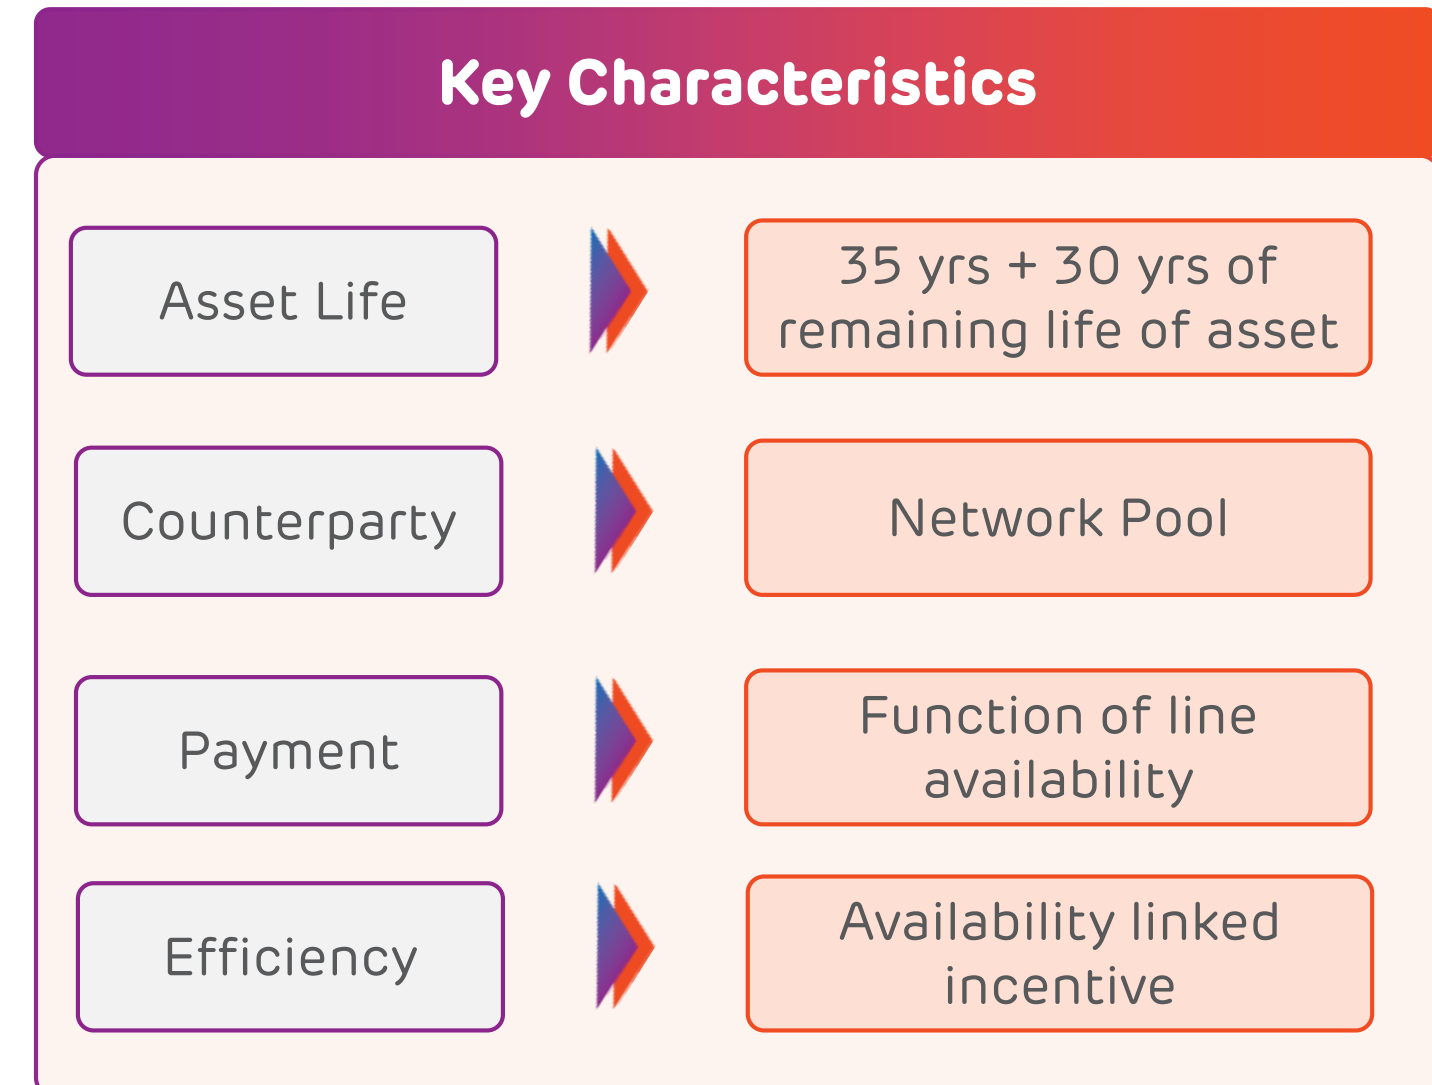 Key Characteristics
Asset Life
35 yrs + 30 yrs of
remaining life of asset
Counterparty
Network Pool
Payment
Function of line
availability
Efficiency
Availability linked
incentive